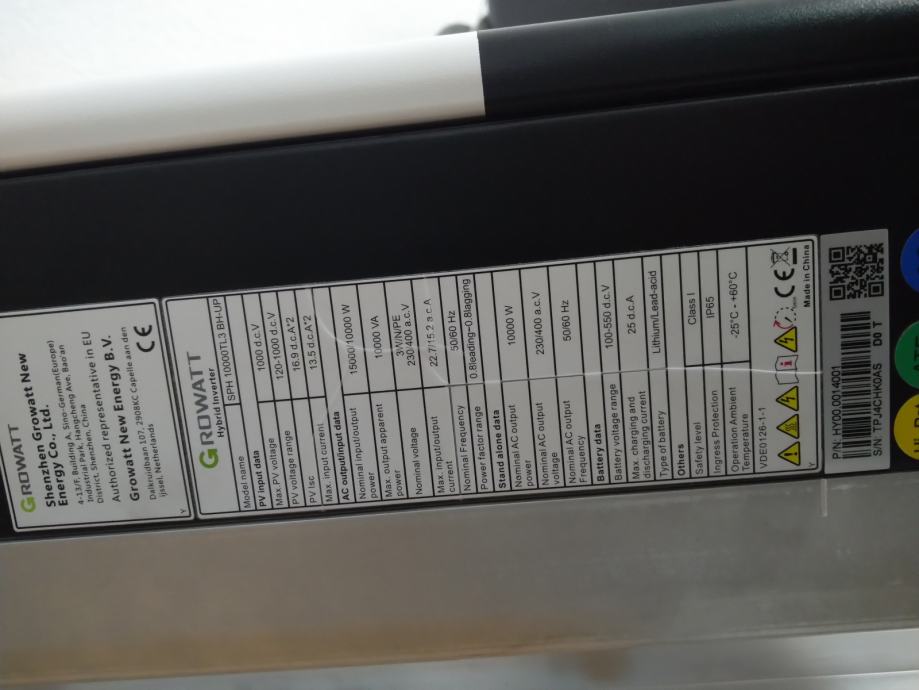 GROWATT
Shenzhen Growatt New
Energy Co., Ltd.
4-13/F, Building A, Sino-German(Europe)
Industrial Park, Hangcheng Ave, Bao'an
District, Shenzhen, China
Authorized representative in EU
Growatt New Energy B.V.
Dalkruidbaan 107, 2908KC Capelle aan den
Ijssel, Netherlands
CE
Y
GROWATT
Hybrid Inverter
Model name SPH 10000TL3 BH-UP
PV input data
Max. PV voltage 1000 d.c.V
PV voltage range 120-1000 d.c.V
PV Isc 16.9 d.c.A*2
Max. input current 13.5 d.c.A*2
AC output/input data
Nominal input/output power 15000/10000 W
Max. output apparent power 10000 VA
Nominal voltage 3W/N/PE 230/400 a.c.V
Max. input/output current 22.7/15.2 a.c.A
Nominal Frequency 50/60 Hz
Power factor range 0.8leading~0.8lagging
Stand alone data
Nominal AC output power 10000 W
Nominal AC output voltage 230/400 a.c.V
Nominal AC output Frequency 50/60 Hz
Battery data
Battery voltage range 100-550 d.c.V
Max. charging and discharging current 25 d.c.A
Type of battery Lithium/Lead-acid
Others
Safety level Class I
Ingress Protection IP65
Operation Ambient Temperature -25°C - +60°C
VDE0126-1-1
CE
Made in China
Y
P/N: HY00.0014001
S/N: TPJ4CHK0AS D0 T